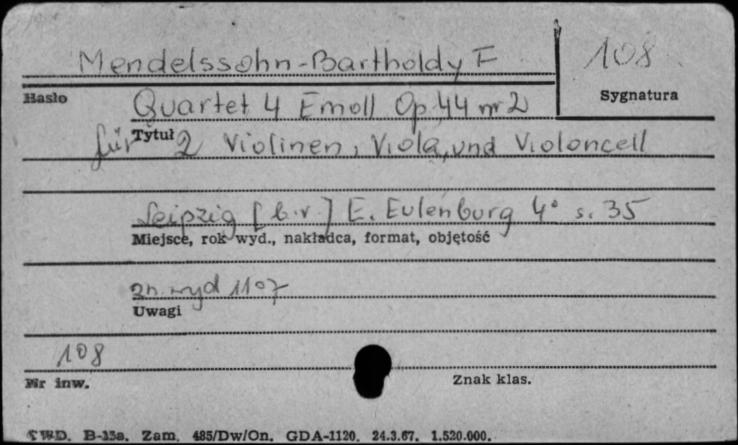 Mendelssohn-Bartholdy F 108
Hasło Sygnatura
Quartet 4 Emoll Op 44 nr 2
Tytuł
für 2 Violinen, Viola, und Violoncell
Leipzig [b.r.] E. Eulenburg 4° s. 35
Miejsce, rok wyd., nakładca, format, objętość
zn. wyd 1107
Uwagi
108
Nr inw. Znak klas.
SWD. B-15a. Zam. 485/Dw/On. GDA-1120. 24.3.67. 1.520.000.